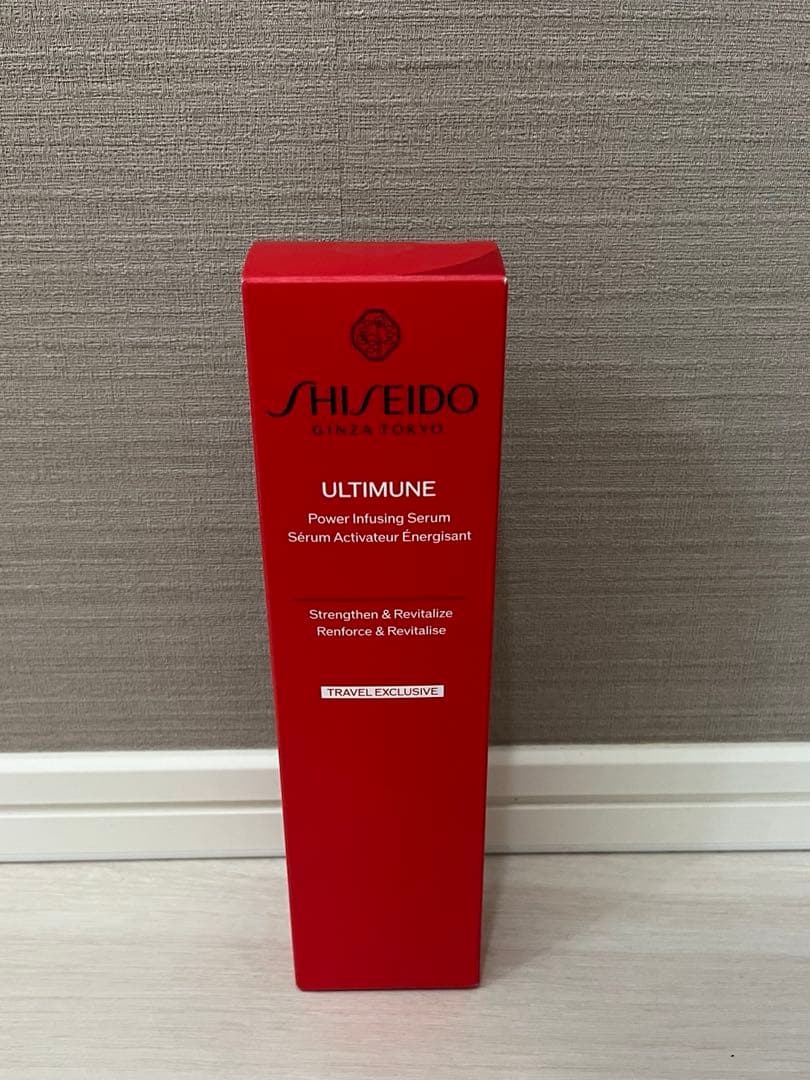 SHISEIDO
GINZA TOKYO
ULTIMUNE
Power Infusing Serum
Sérum Activateur Énergisant
Strengthen & Revitalize
Renforce & Revitalise
TRAVEL EXCLUSIVE